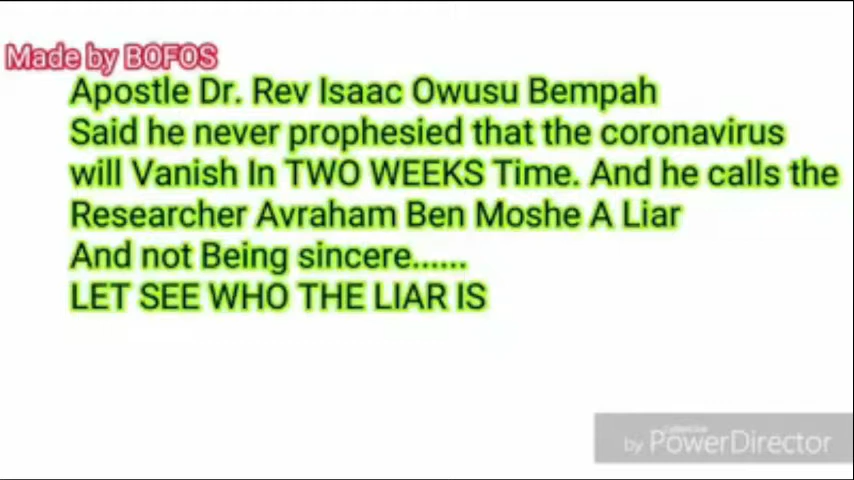 Made by BOFOS
Apostle Dr. Rev Isaac Owusu Bempah
Said he never prophesied that the coronavirus
will Vanish In TWO WEEKS Time. And he calls the
Researcher Avraham Ben Moshe A Liar
And not Being sincere......
LET SEE WHO THE LIAR IS
by PowerDirector